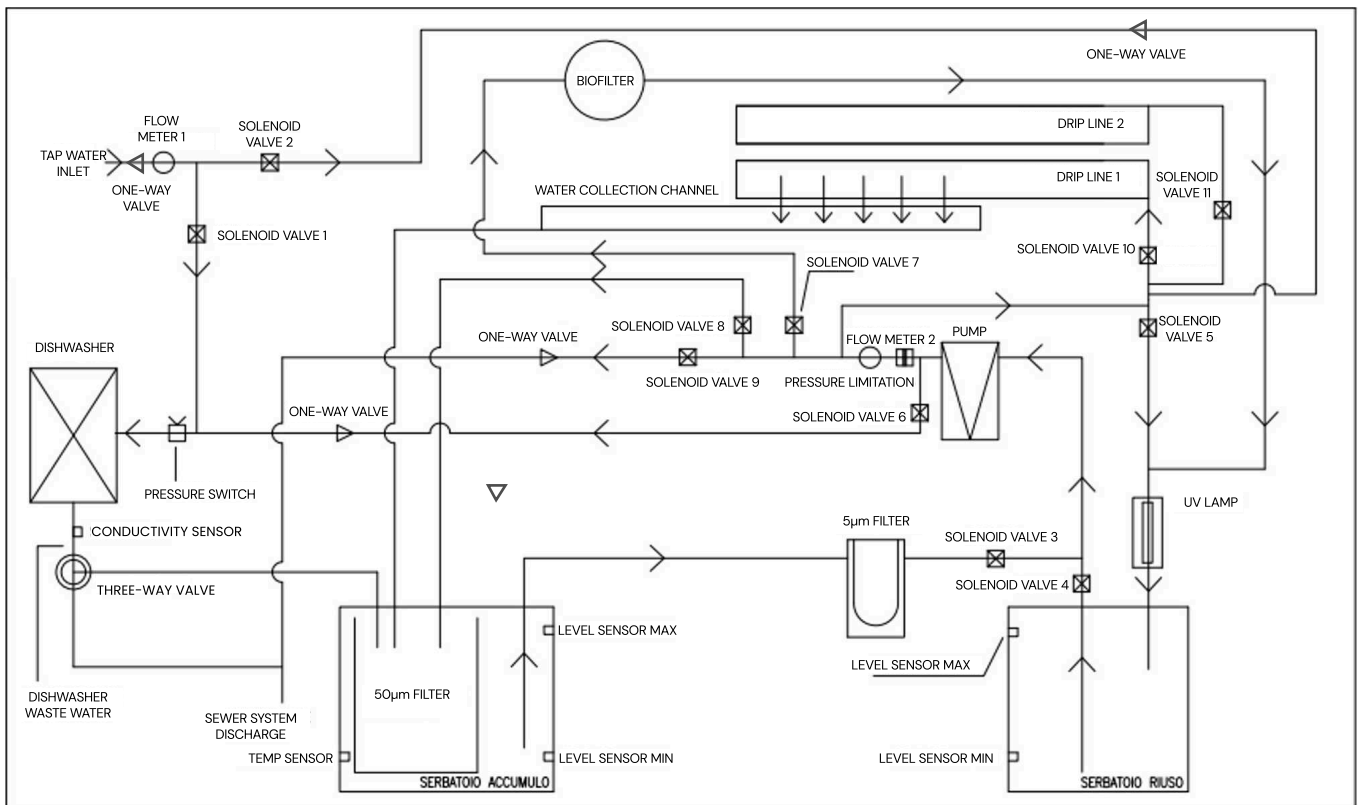 ONE-WAY VALVE
BIOFILTER
FLOW
METER 1
SOLENOID
VALVE 2
DRIP LINE 2
TAP WATER
INLET
ONE-WAY
VALVE
DRIP LINE 1
SOLENOID
VALVE 11
WATER COLLECTION CHANNEL
SOLENOID VALVE 1
SOLENOID VALVE 10
SOLENOID VALVE 7
SOLENOID VALVE 8
SOLENOID
VALVE 5
ONE-WAY VALVE
FLOW METER 2
PUMP
DISHWASHER
SOLENOID VALVE 9
PRESSURE LIMITATION
ONE-WAY VALVE
SOLENOID VALVE 6
PRESSURE SWITCH
UV LAMP
CONDUCTIVITY SENSOR
5µm FILTER
SOLENOID VALVE 3
THREE-WAY VALVE
SOLENOID VALVE 4
LEVEL SENSOR MAX
LEVEL SENSOR MAX
50µm FILTER
DISHWASHER
WASTE WATER
SEWER SYSTEM
DISCHARGE
TEMP SENSOR
LEVEL SENSOR MIN
LEVEL SENSOR MIN
SERBATOIO ACCUMULO
SERBATOIO RIUSO